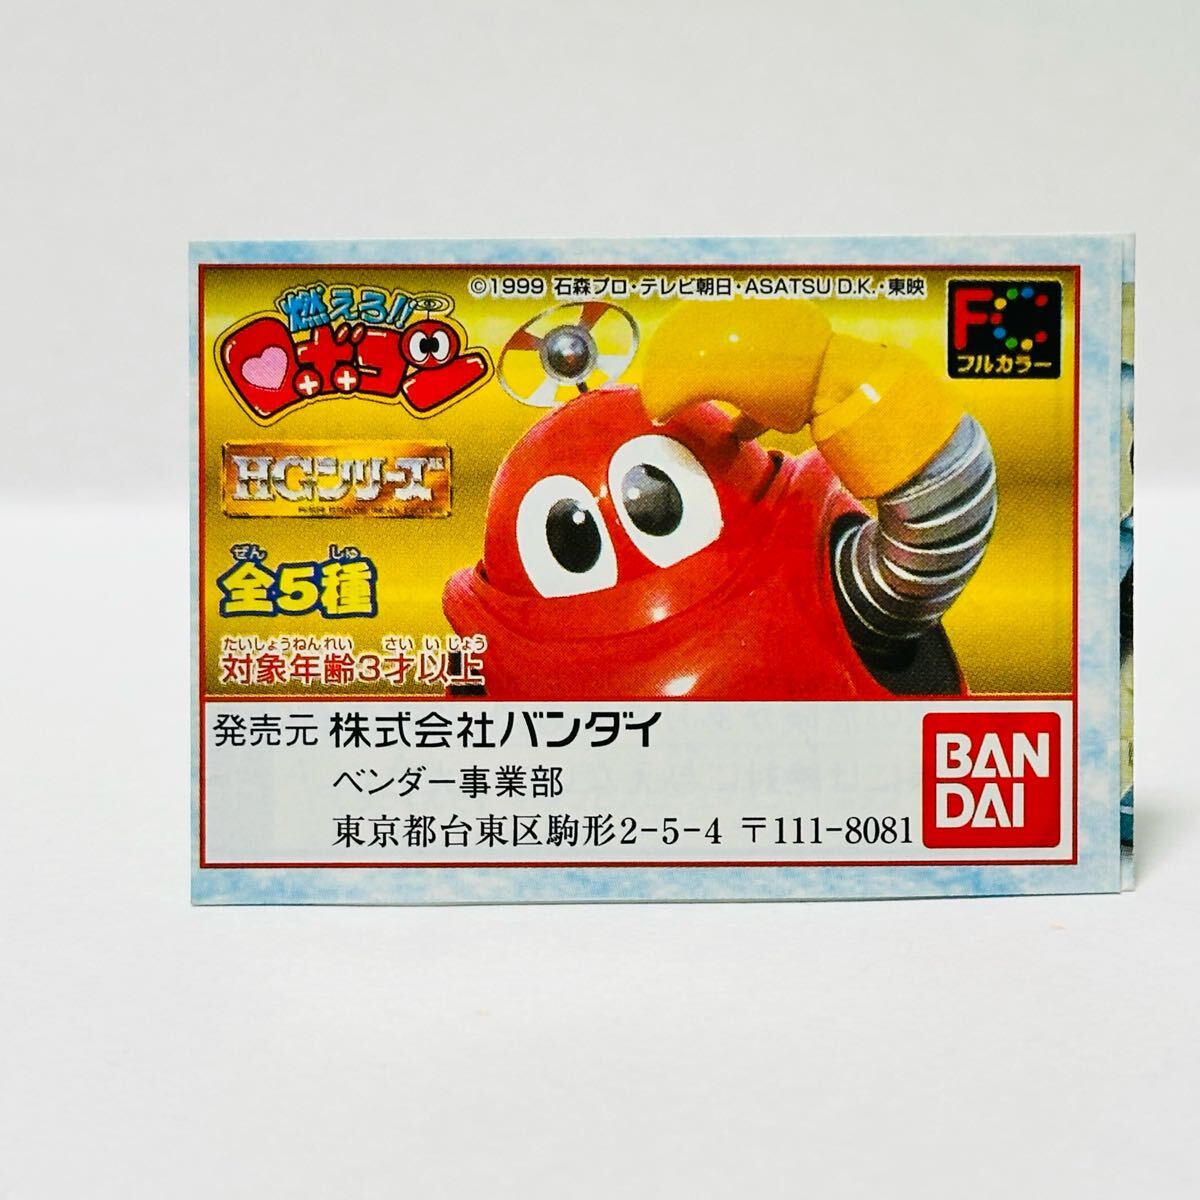 ©1999 石森プロ・テレビ朝日・ASATSU D.K.・東映
燃えろ!!
ロボコン
FC
フルカラー
HGシリーズ
ぜん しゅ
全5種
たいしょうねんれい さい いじょう
対象年齢3才以上
発売元 株式会社バンダイ
ベンダー事業部
東京都台東区駒形2-5-4 〒111-8081
BAN
DAI